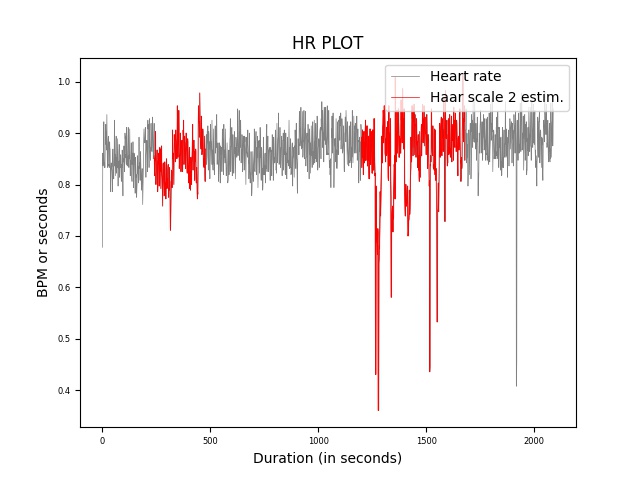 HR PLOT
Heart rate
Haar scale 2 estim.
1.0
0.9
0.8
0.7
0.6
0.5
0.4
BPM or seconds
0 500 1000 1500 2000
Duration (in seconds)